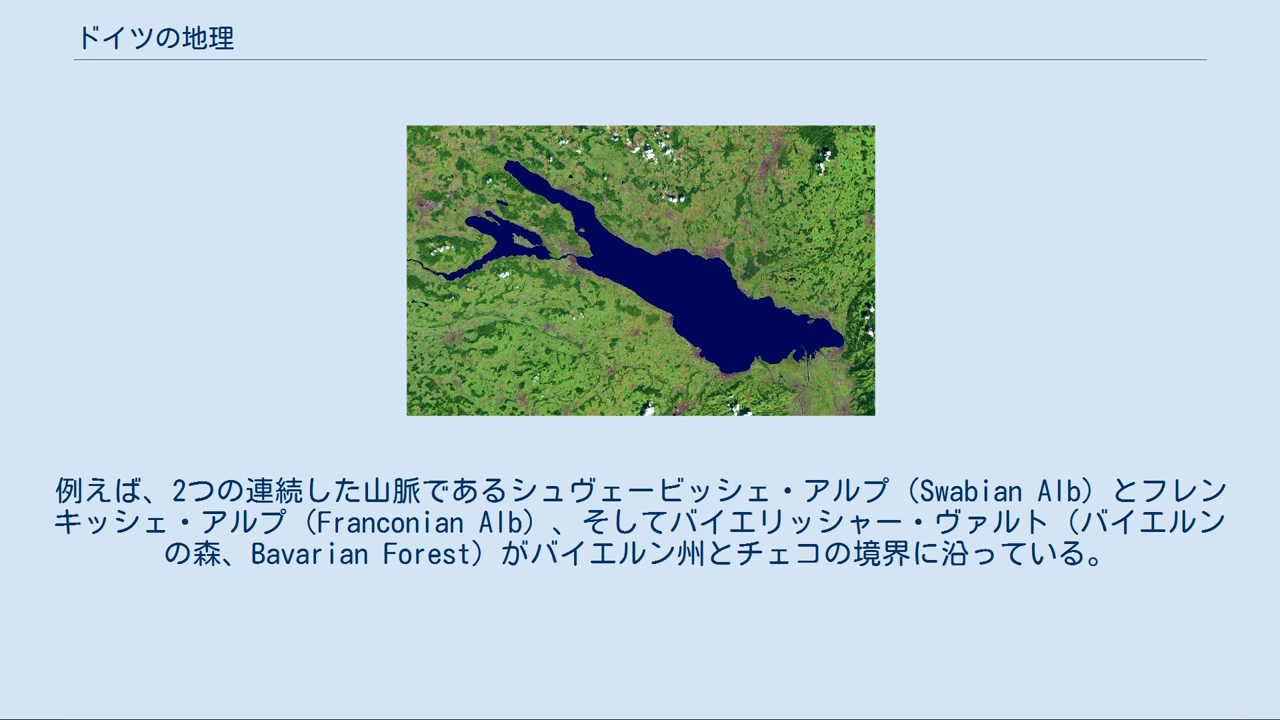 ドイツの地理
例えば、2つの連続した山脈であるシュヴェービッシェ・アルプ（Swabian Alb）とフレン
キッシェ・アルプ（Franconian Alb）、そしてバイエリッシャー・ヴァルト（バイエルン
の森、Bavarian Forest）がバイエルン州とチェコの境界に沿っている。